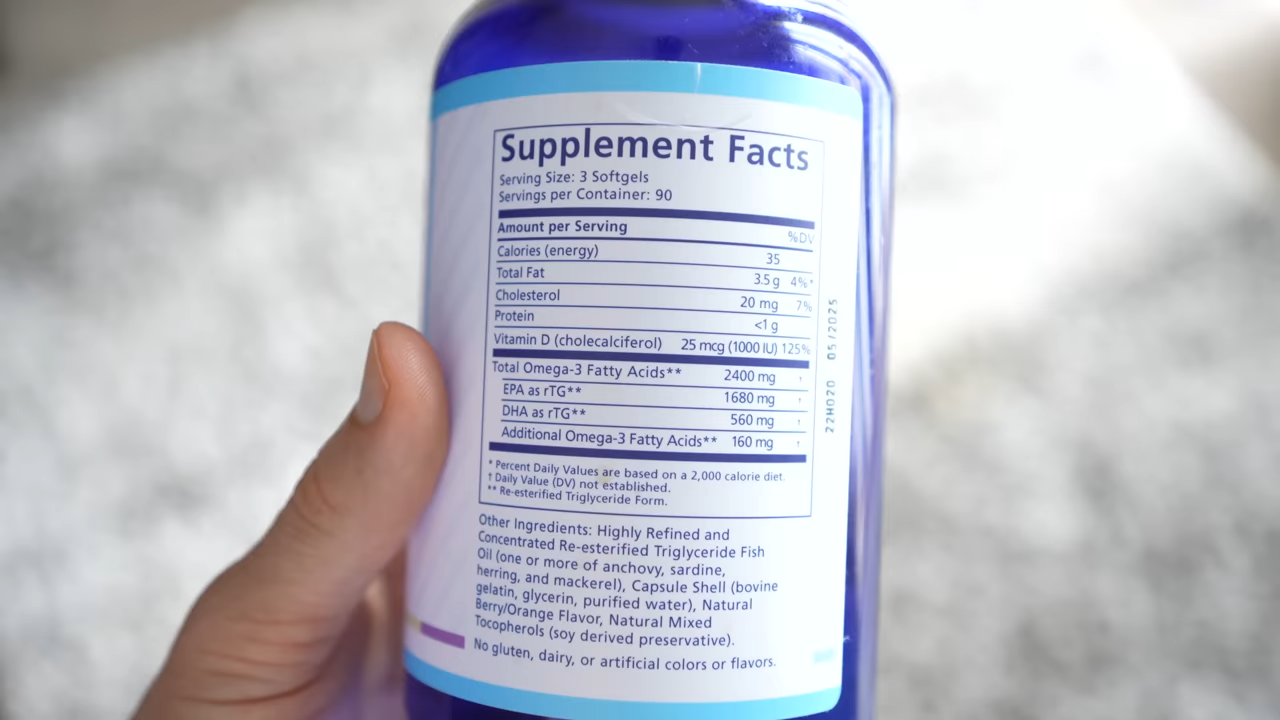 Supplement Facts
Serving Size: 3 Softgels
Servings per Container: 90
Amount per Serving %DV
Calories (energy) 35
Total Fat 3.5 g 4%*
Cholesterol 20 mg 7%
Protein <1 g
Vitamin D (cholecalciferol) 25 mcg (1000 IU) 125%
Total Omega-3 Fatty Acids** 2400 mg †
EPA as rTG** 1680 mg †
DHA as rTG** 560 mg †
Additional Omega-3 Fatty Acids** 160 mg †
* Percent Daily Values are based on a 2,000 calorie diet.
† Daily Value (DV) not established.
** Re-esterified Triglyceride Form.
Other Ingredients: Highly Refined and
Concentrated Re-esterified Triglyceride Fish
Oil (one or more of anchovy, sardine,
herring, and mackerel), Capsule Shell (bovine
gelatin, glycerin, purified water), Natural
Berry/Orange Flavor, Natural Mixed
Tocopherols (soy derived preservative).
No gluten, dairy, or artificial colors or flavors.
22H020 05/2025